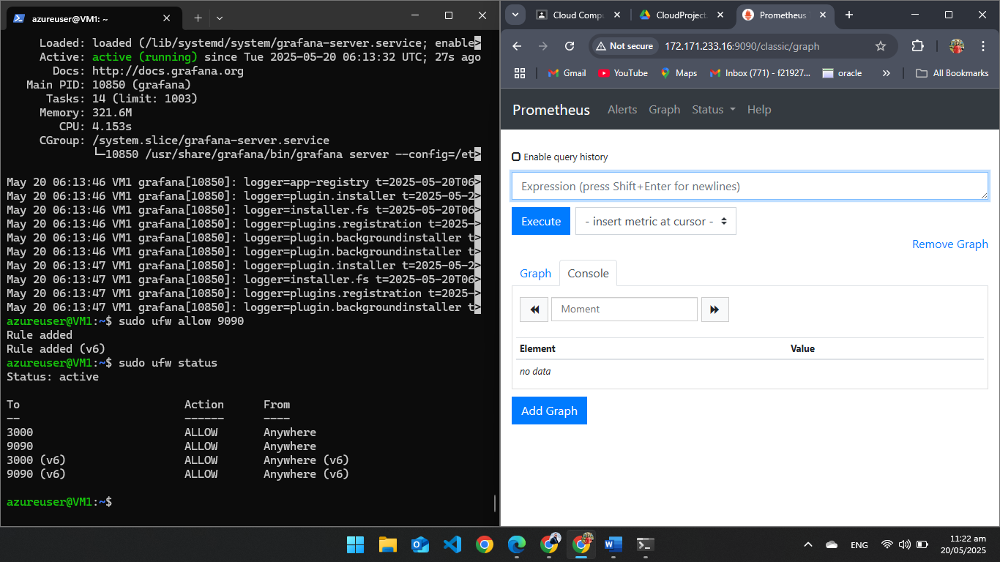 azureuser@VM1: ~
Loaded: loaded (/lib/systemd/system/grafana-server.service; enable>
Active: active (running) since Tue 2025-05-20 06:13:32 UTC; 27s ago
Docs: http://docs.grafana.org
Main PID: 10850 (grafana)
Tasks: 14 (limit: 1003)
Memory: 321.6M
CPU: 4.153s
CGroup: /system.slice/grafana-server.service
└─10850 /usr/share/grafana/bin/grafana server --config=/et>
May 20 06:13:46 VM1 grafana[10850]: logger=app-registry t=2025-05-20T06>
May 20 06:13:46 VM1 grafana[10850]: logger=plugin.installer t=2025-05-2>
May 20 06:13:46 VM1 grafana[10850]: logger=installer.fs t=2025-05-20T06>
May 20 06:13:46 VM1 grafana[10850]: logger=plugins.registration t=2025->
May 20 06:13:46 VM1 grafana[10850]: logger=plugin.backgroundinstaller t>
May 20 06:13:46 VM1 grafana[10850]: logger=plugin.backgroundinstaller t>
May 20 06:13:47 VM1 grafana[10850]: logger=plugin.installer t=2025-05-2>
May 20 06:13:47 VM1 grafana[10850]: logger=installer.fs t=2025-05-20T06>
May 20 06:13:47 VM1 grafana[10850]: logger=plugins.registration t=2025->
May 20 06:13:47 VM1 grafana[10850]: logger=plugin.backgroundinstaller t>
azureuser@VM1:~$ sudo ufw allow 9090
Rule added
Rule added (v6)
azureuser@VM1:~$ sudo ufw status
Status: active
To Action From
-- ------ ----
3000 ALLOW Anywhere
9090 ALLOW Anywhere
3000 (v6) ALLOW Anywhere (v6)
9090 (v6) ALLOW Anywhere (v6)
azureuser@VM1:~$
Cloud Compu CloudProject Prometheus
Not secure 172.171.233.16:9090/classic/graph
Gmail YouTube Maps Inbox (771) - f21927... oracle » All Bookmarks
Prometheus Alerts Graph Status Help
Enable query history
Expression (press Shift+Enter for newlines)
Execute - insert metric at cursor -
Remove Graph
Graph Console
Moment
Element Value
no data
Add Graph
ENG 11:22 am
20/05/2025